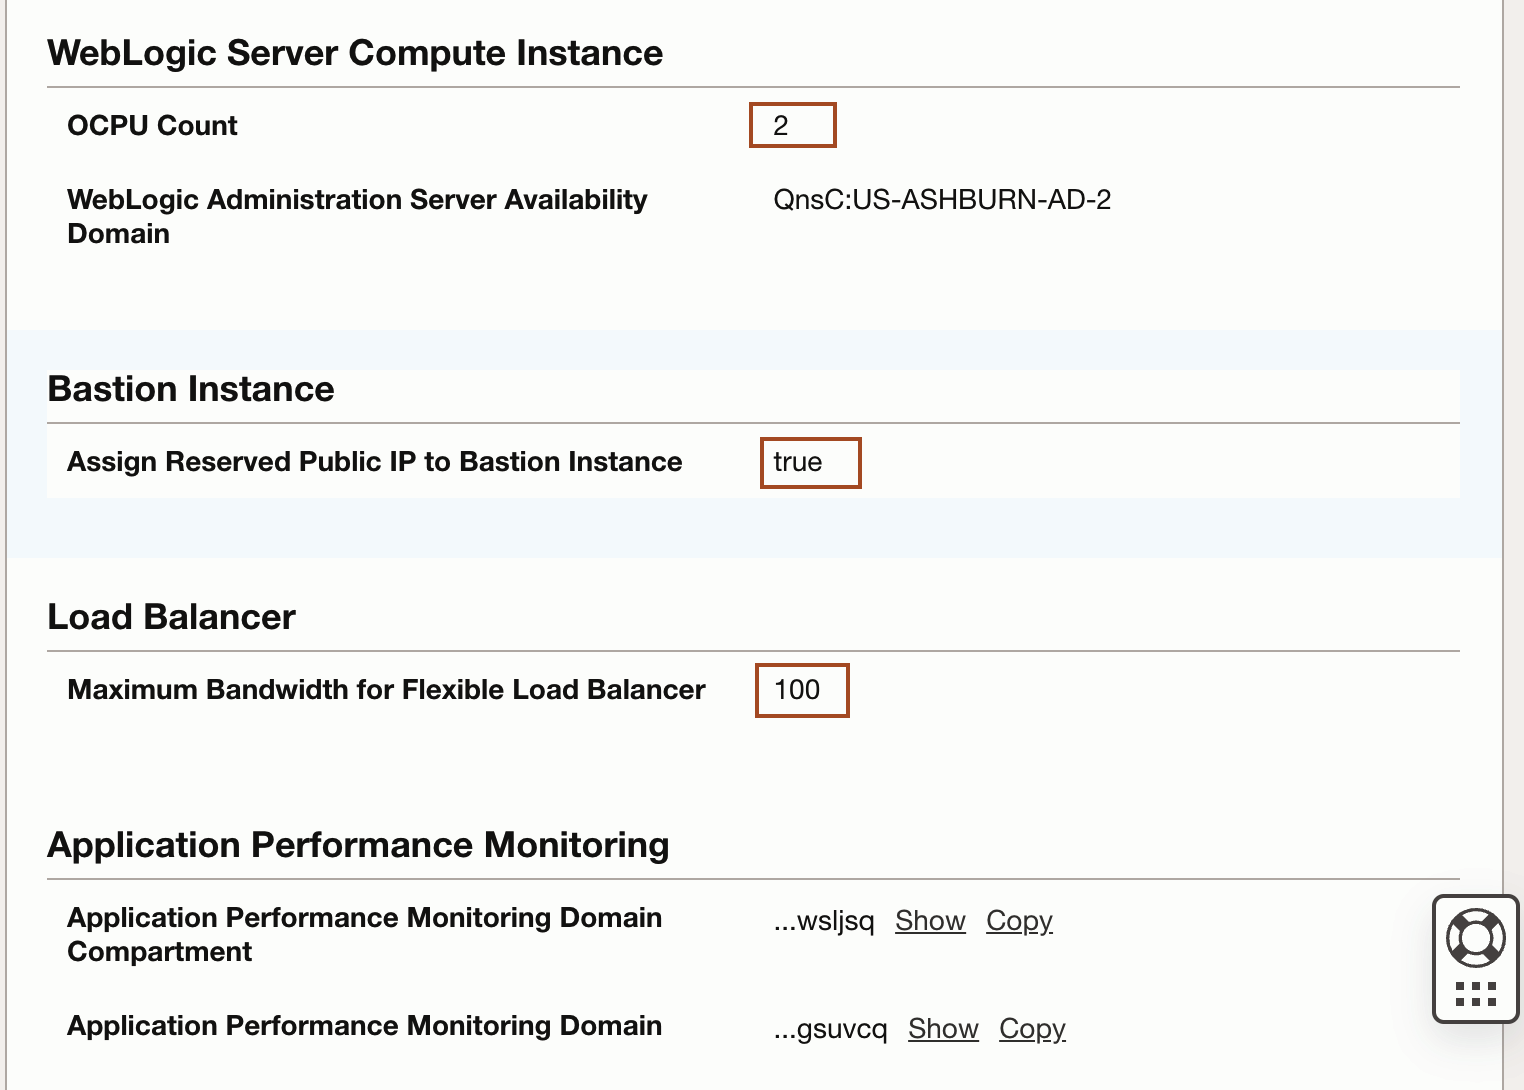 WebLogic Server Compute Instance
OCPU Count 2
WebLogic Administration Server Availability QnsC:US-ASHBURN-AD-2
Domain
Bastion Instance
Assign Reserved Public IP to Bastion Instance true
Load Balancer
Maximum Bandwidth for Flexible Load Balancer 100
Application Performance Monitoring
Application Performance Monitoring Domain ...wsljsq Show Copy
Compartment
Application Performance Monitoring Domain ...gsuvcq Show Copy